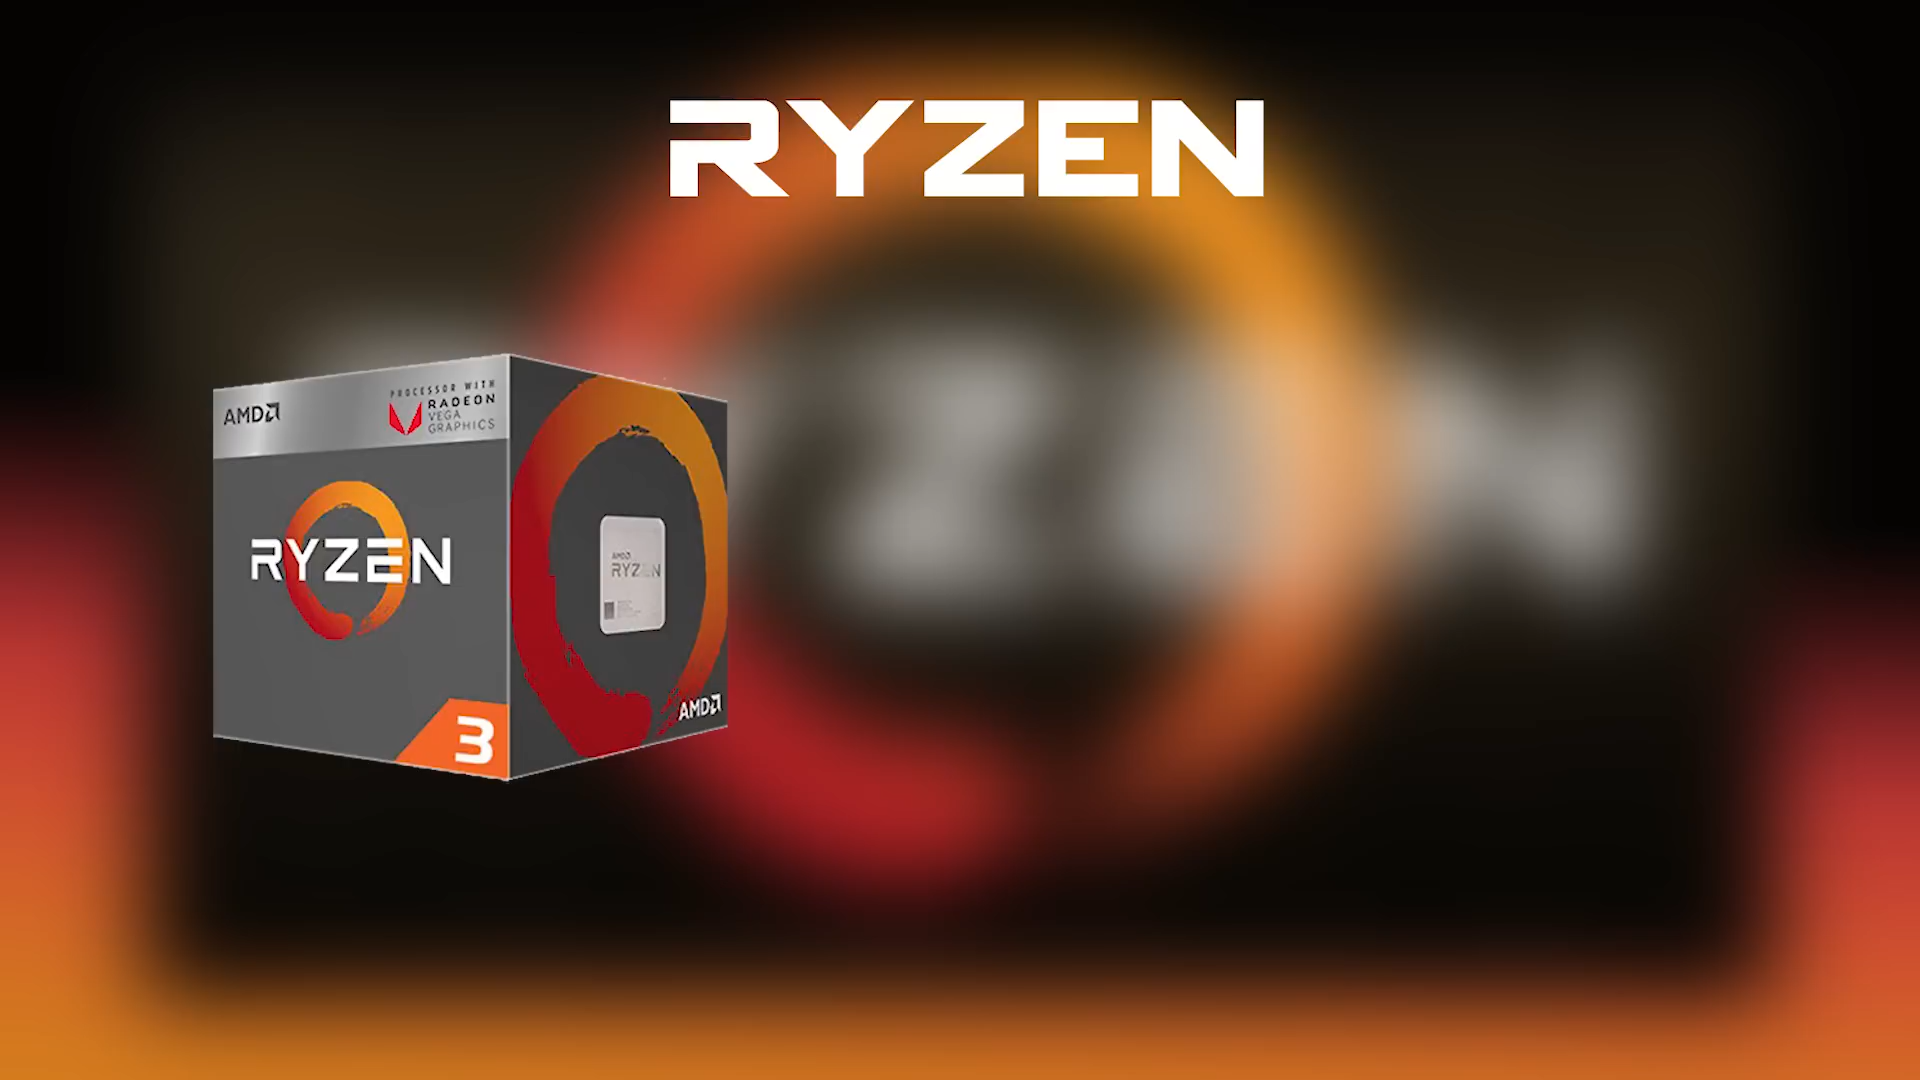 RYZEN
AMD
PROCESSOR WITH
RADEON
VEGA
GRAPHICS
RYZEN
3
AMD
RYZEN
AMD